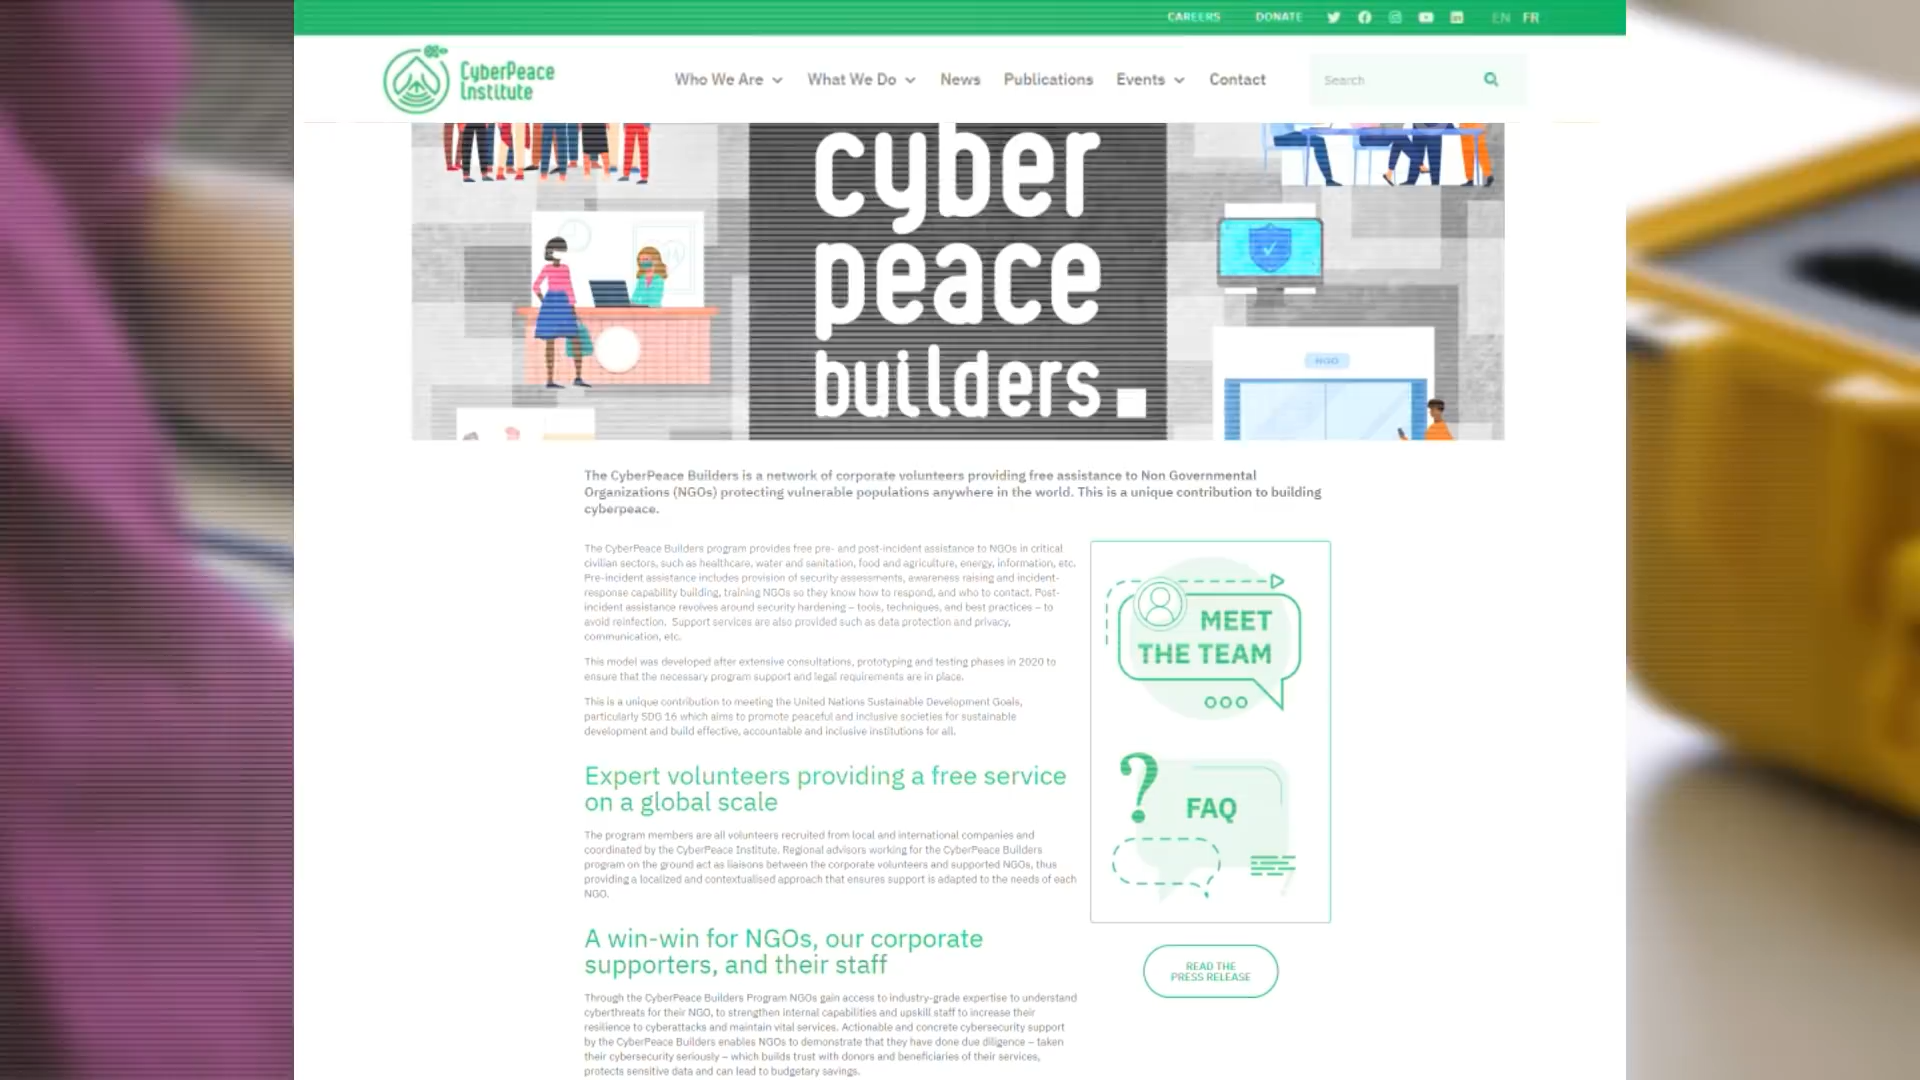 CAREERS DONATE EN FR
CyberPeace
Institute
Who We Are What We Do News Publications Events Contact Search
cyber
peace
builders.
NGO
The CyberPeace Builders is a network of corporate volunteers providing free assistance to Non Governmental
Organizations (NGOs) protecting vulnerable populations anywhere in the world. This is a unique contribution to building
cyberpeace.
The CyberPeace Builders program provides free pre- and post-incident assistance to NGOs in critical
civilian sectors, such as healthcare, water and sanitation, food and agriculture, energy, information, etc.
Pre-incident assistance includes provision of security assessments, awareness raising and incident-
response capability building, training NGOs so they know how to respond, and who to contact. Post-
incident assistance revolves around security hardening – tools, techniques, and best practices – to
avoid reinfection. Support services are also provided such as data protection and privacy,
communication, etc.
This model was developed after extensive consultations, prototyping and testing phases in 2020 to
ensure that the necessary program support and legal requirements are in place.
This is a unique contribution to meeting the United Nations Sustainable Development Goals,
particularly SDG 16 which aims to promote peaceful and inclusive societies for sustainable
development and build effective, accountable and inclusive institutions for all.
Expert volunteers providing a free service
on a global scale
The program members are all volunteers recruited from local and international companies and
coordinated by the CyberPeace Institute. Regional advisors working for the CyberPeace Builders
program on the ground act as liaisons between the corporate volunteers and supported NGOs, thus
providing a localized and contextualised approach that ensures support is adapted to the needs of each
NGO.
A win-win for NGOs, our corporate
supporters, and their staff
Through the CyberPeace Builders Program NGOs gain access to industry-grade expertise to understand
cyberthreats for their NGO, to strengthen internal capabilities and upskill staff to increase their
resilience to cyberattacks and maintain vital services. Actionable and concrete cybersecurity support
by the CyberPeace Builders enables NGOs to demonstrate that they have done due diligence – taken
their cybersecurity seriously – which builds trust with donors and beneficiaries of their services,
protects sensitive data and can lead to budgetary savings.
MEET
THE TEAM
?
FAQ
READ THE
PRESS RELEASE